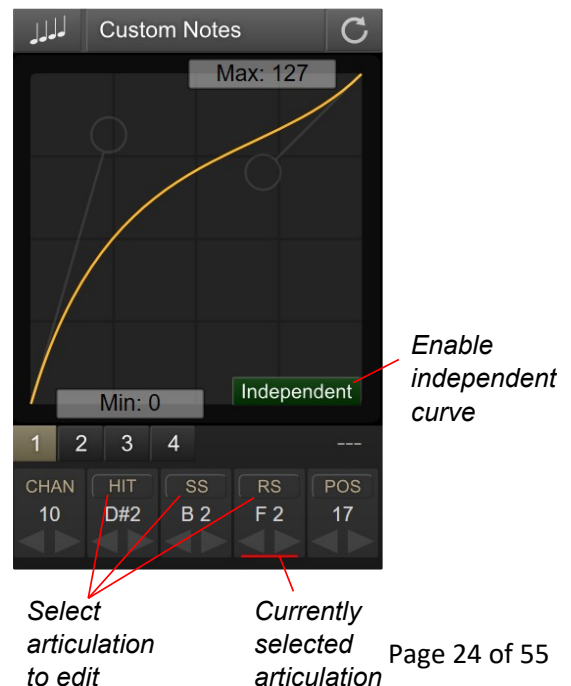 Custom Notes
Max: 127
Min: 0
Independent
Enable
independent
curve
1 2 3 4 ---
CHAN HIT SS RS POS
10 D#2 B 2 F 2 17
Select
articulation
to edit
Currently
selected
articulation
Page 24 of 55